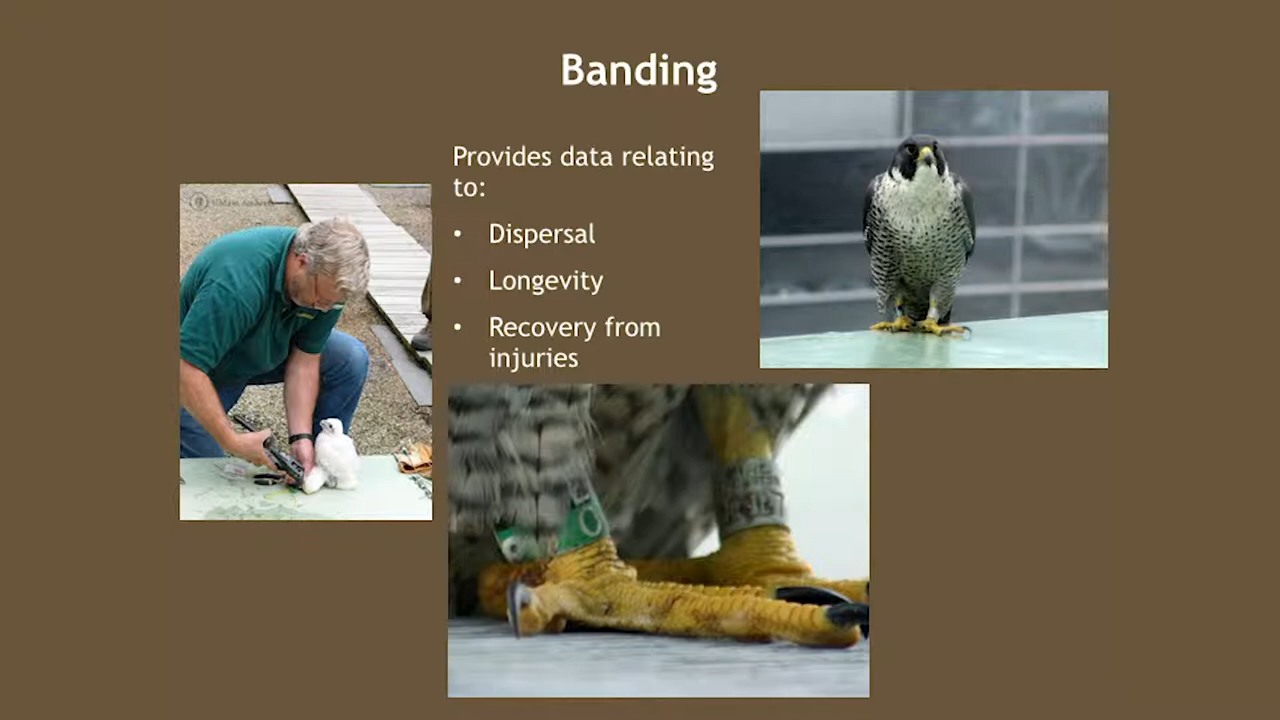 Banding
Provides data relating
to:
• Dispersal
• Longevity
• Recovery from
injuries